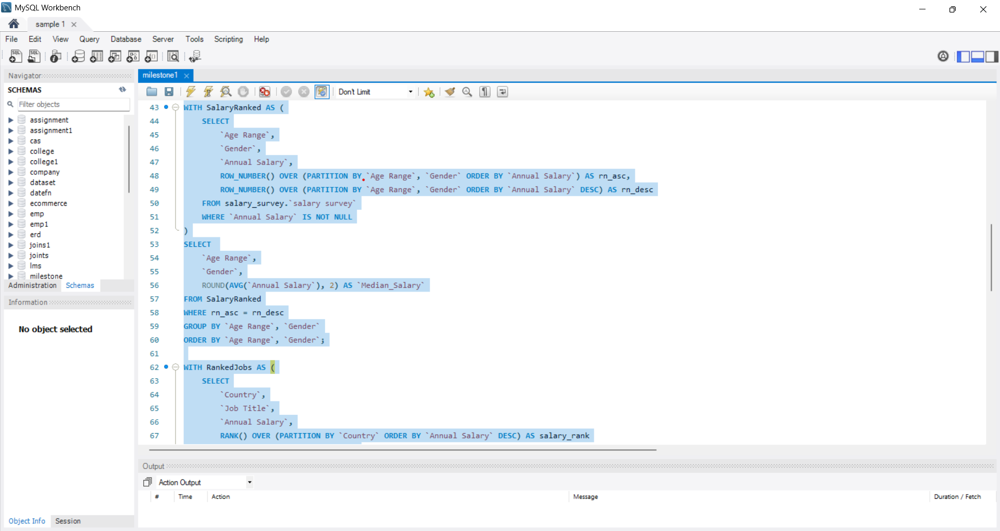 MySQL Workbench
sample 1
File Edit View Query Database Server Tools Scripting Help
Navigator
SCHEMAS
Filter objects
assignment
assignment1
cas
college
college1
company
dataset
datefn
ecommerce
emp
emp1
erd
joins1
joints
lms
milestone
Administration Schemas
Information
No object selected
Object Info Session
milestone1
Don't Limit
43 WITH SalaryRanked AS (
44 SELECT
45 `Age Range`,
46 `Gender`,
47 `Annual Salary`,
48 ROW_NUMBER() OVER (PARTITION BY `Age Range`, `Gender` ORDER BY `Annual Salary`) AS rn_asc,
49 ROW_NUMBER() OVER (PARTITION BY `Age Range`, `Gender` ORDER BY `Annual Salary` DESC) AS rn_desc
50 FROM salary_survey.`salary survey`
51 WHERE `Annual Salary` IS NOT NULL
52 )
53 SELECT
54 `Age Range`,
55 `Gender`,
56 ROUND(AVG(`Annual Salary`), 2) AS `Median_Salary`
57 FROM SalaryRanked
58 WHERE rn_asc = rn_desc
59 GROUP BY `Age Range`, `Gender`
60 ORDER BY `Age Range`, `Gender`;
61
62 WITH RankedJobs AS (
63 SELECT
64 `Country`,
65 `Job Title`,
66 `Annual Salary`,
67 RANK() OVER (PARTITION BY `Country` ORDER BY `Annual Salary` DESC) AS salary_rank
Output
Action Output
# Time Action Message Duration / Fetch